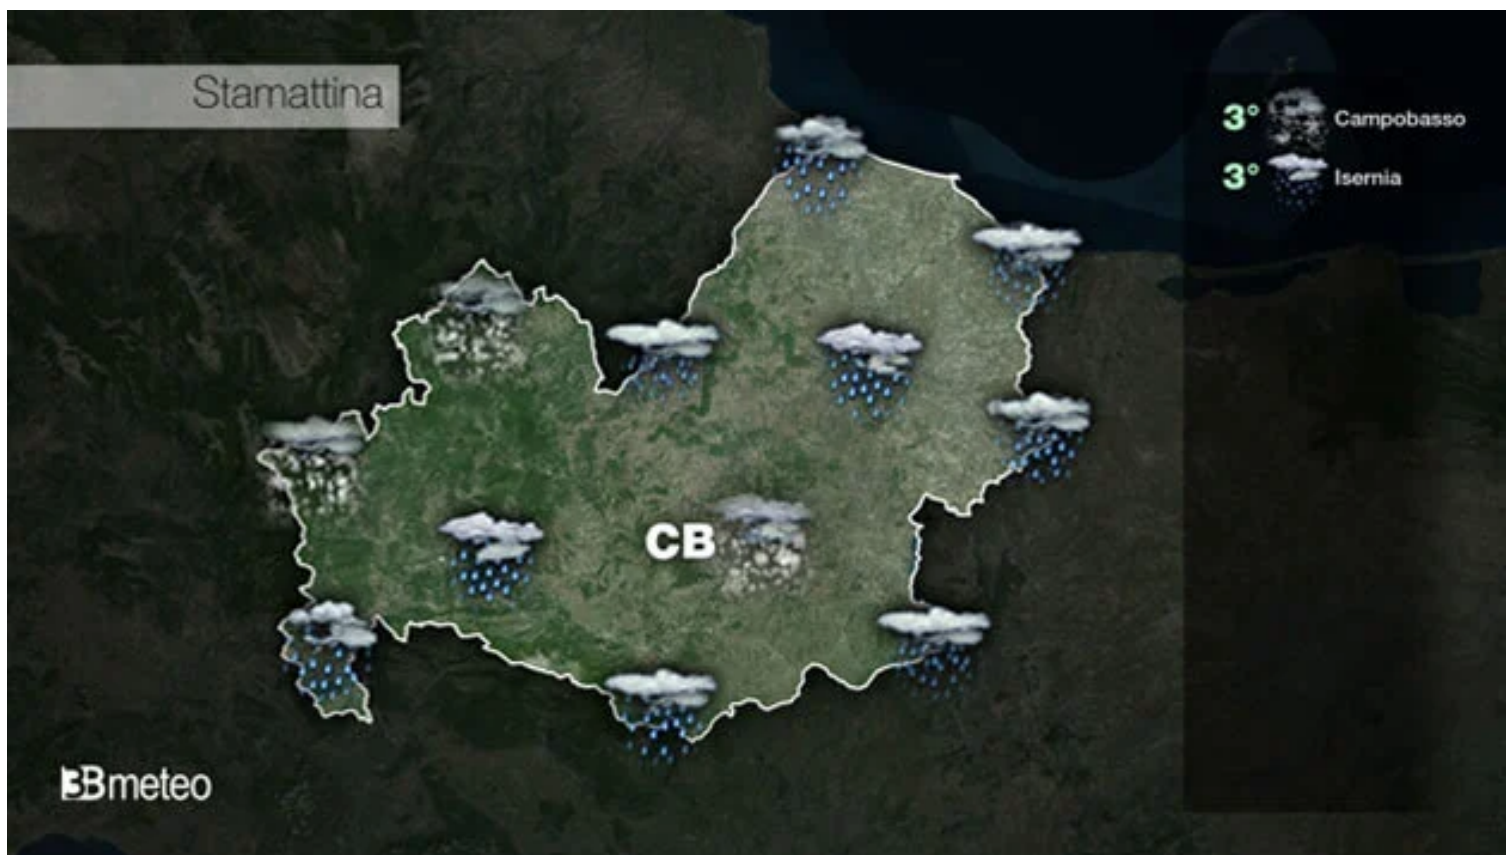 Stamattina
3° Campobasso
3° Isernia
CB
3Bmeteo